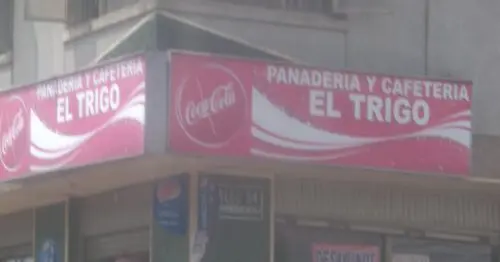 PANADERIA Y CAFETERIA
EL TRIGO
Coca-Cola
PANADERIA Y CAFETERIA
EL TRIGO
Coca-Cola